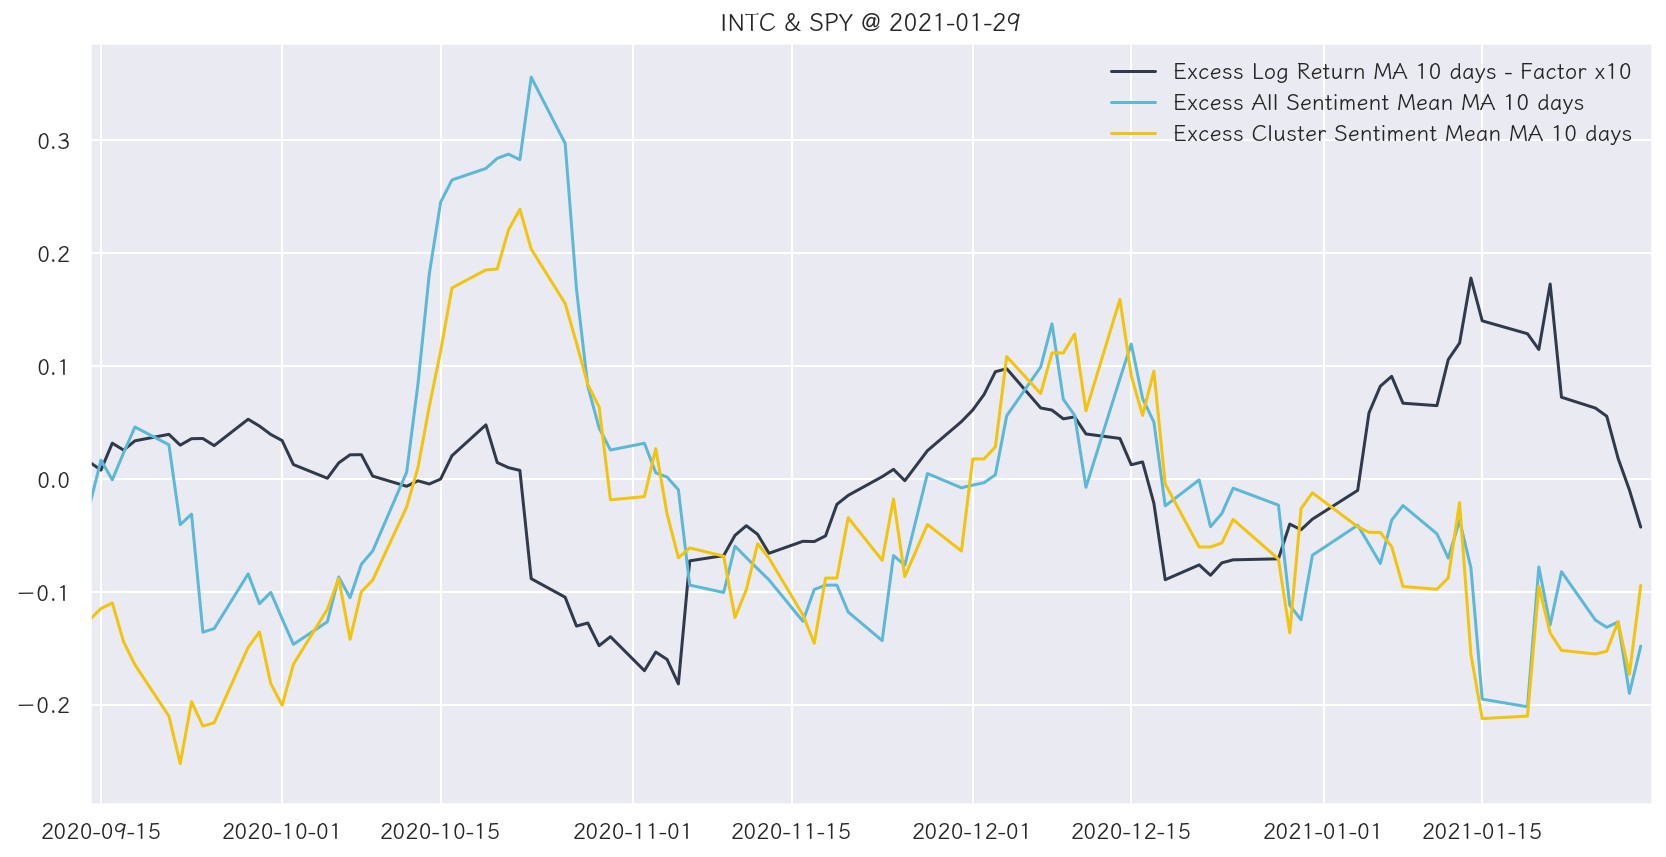 INTC & SPY @ 2021-01-29
Excess Log Return MA 10 days - Factor x10
Excess All Sentiment Mean MA 10 days
Excess Cluster Sentiment Mean MA 10 days
0.3
0.2
0.1
0.0
−0.1
−0.2
2020-09-15 2020-10-01 2020-10-15 2020-11-01 2020-11-15 2020-12-01 2020-12-15 2021-01-01 2021-01-15